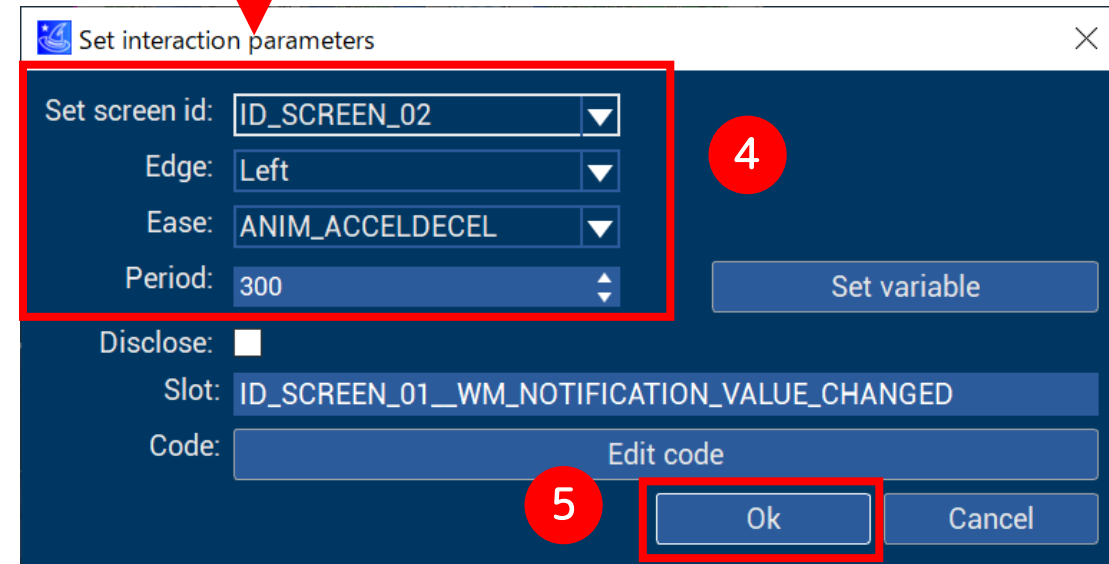 Set interaction parameters
Set screen id: ID_SCREEN_02
4
Edge: Left
Ease: ANIM_ACCELDECEL
Period: 300
Set variable
Disclose:
Slot: ID_SCREEN_01__WM_NOTIFICATION_VALUE_CHANGED
Code: Edit code
5
Ok
Cancel